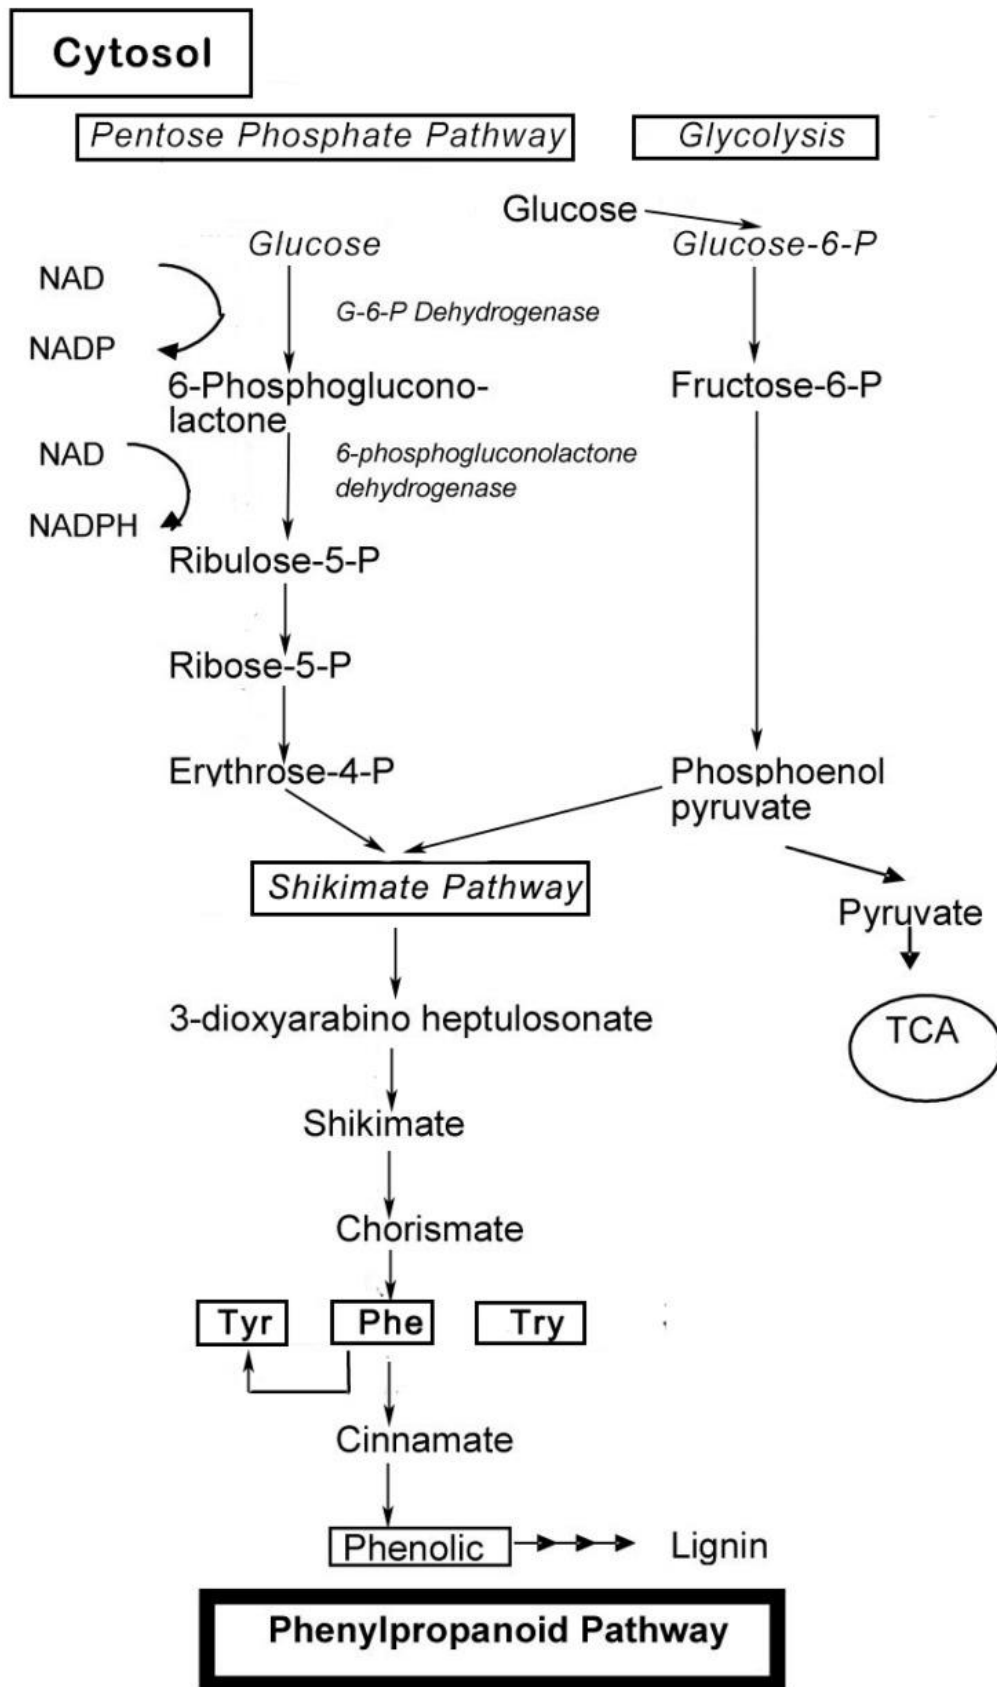 Cytosol
Pentose Phosphate Pathway
Glycolysis
Glucose
Glucose
Glucose-6-P
NAD
G-6-P Dehydrogenase
NADP
6-Phosphoglucono-
lactone
Fructose-6-P
NAD
6-phosphogluconolactone
dehydrogenase
NADPH
Ribulose-5-P
Ribose-5-P
Erythrose-4-P
Phosphoenol
pyruvate
Shikimate Pathway
Pyruvate
3-dioxyarabino heptulosonate
TCA
Shikimate
Chorismate
Tyr
Phe
Try
Cinnamate
Phenolic
Lignin
Phenylpropanoid Pathway